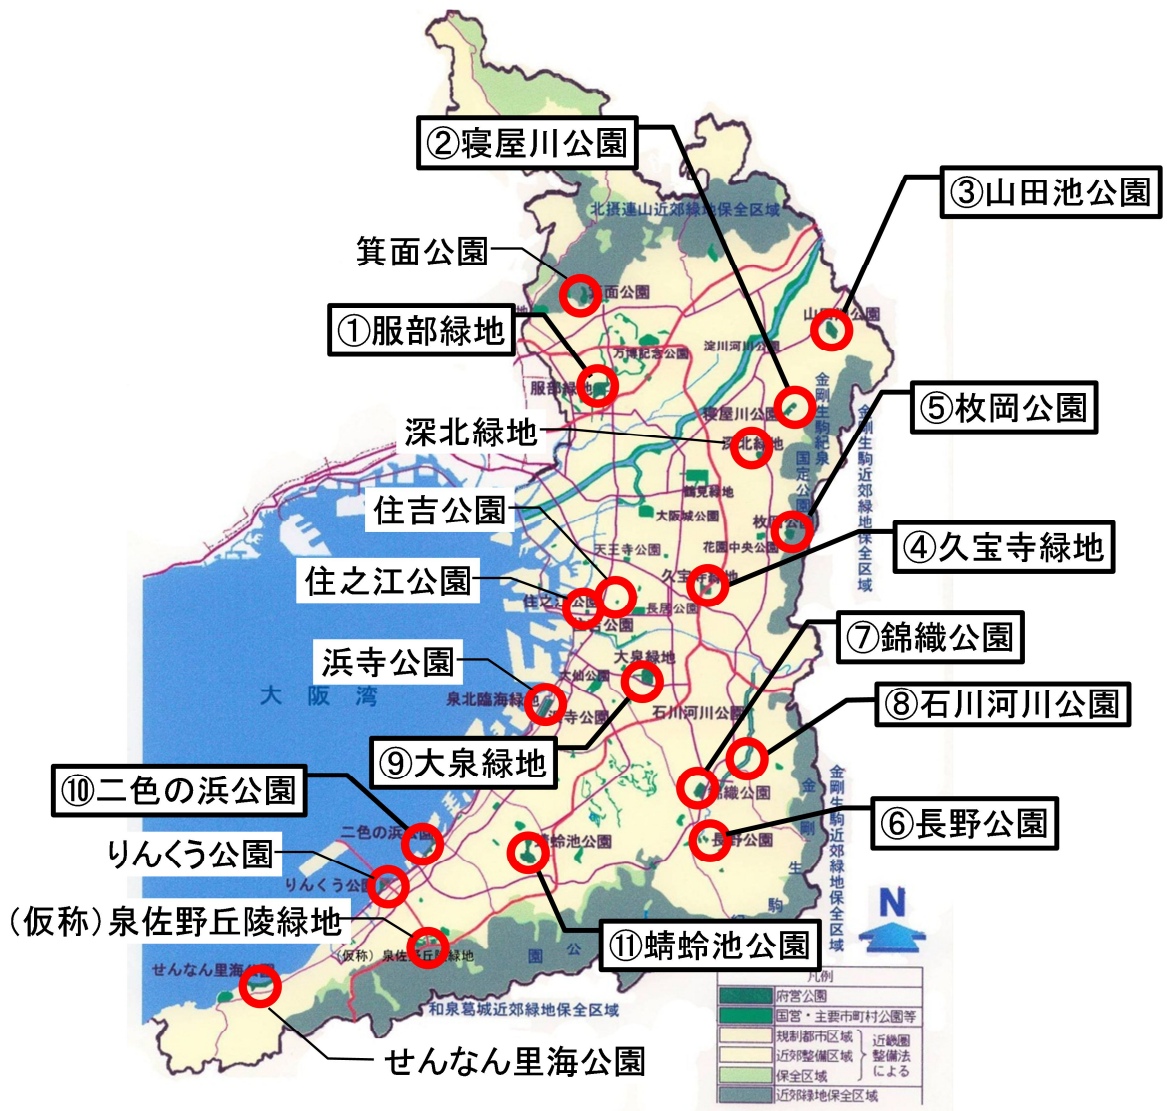 ②寝屋川公園
③山田池公園
北摂連山近郊緑地保全区域
箕面公園
面公園
①服部緑地
山田池公園
万博記念公園
淀川河川公園
服部緑地
金剛生駒紀泉
国定公園
金剛生駒近郊緑地保全区域
⑤枚岡公園
寝屋川公園
深北緑地
深北緑地
鶴見緑地
住吉公園
大阪城公園
枚岡公園
天王寺公園
花園中央公園
④久宝寺緑地
久宝寺緑地
住之江公園
住之江公園
長居公園
住吉公園
⑦錦織公園
浜寺公園
大泉緑地
大仙公園
泉北臨海緑地
大阪湾
浜寺公園
石川河川公園
⑧石川河川公園
⑨大泉緑地
⑩二色の浜公園
錦織公園
金剛生駒
金剛生駒近郊緑地保全区域
⑥長野公園
二色の浜公園
蜻蛉池公園
長野公園
りんくう公園
りんくう公園
N
(仮称)泉佐野丘陵緑地
⑪蜻蛉池公園
(仮称)泉佐野丘陵緑地
公園
せんなん里海公園
凡例
府営公園
和泉葛城近郊緑地保全区域
国営・主要市町村公園等
規制都市区域
近郊整備区域
保全区域
近畿圏
整備法
による
せんなん里海公園
近郊緑地保全区域